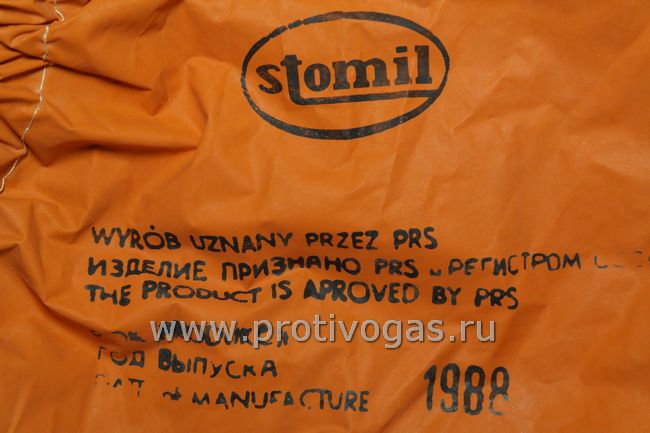 stomil
WYRÓB UZNANY PRZEZ PRS
ИЗДЕЛИЕ ПРИЗНАНО PRS и РЕГИСТРОМ
THE PRODUCT IS APROVED BY PRS
www.protivogas.ru
ГОД ВЫПУСКА
OF MANUFACTURE 1988